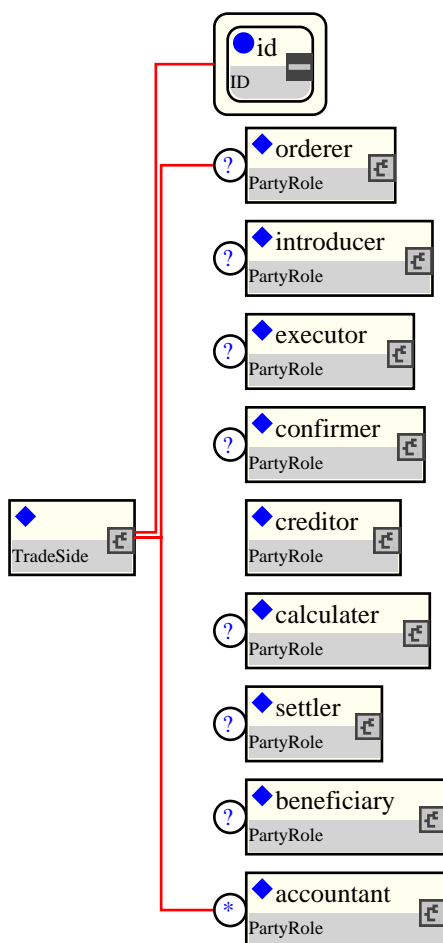 id
ID
?
orderer
PartyRole
?
introducer
PartyRole
?
executor
PartyRole
?
confirmer
PartyRole
TradeSide
creditor
PartyRole
?
calculater
PartyRole
?
settler
PartyRole
?
beneficiary
PartyRole
*
accountant
PartyRole